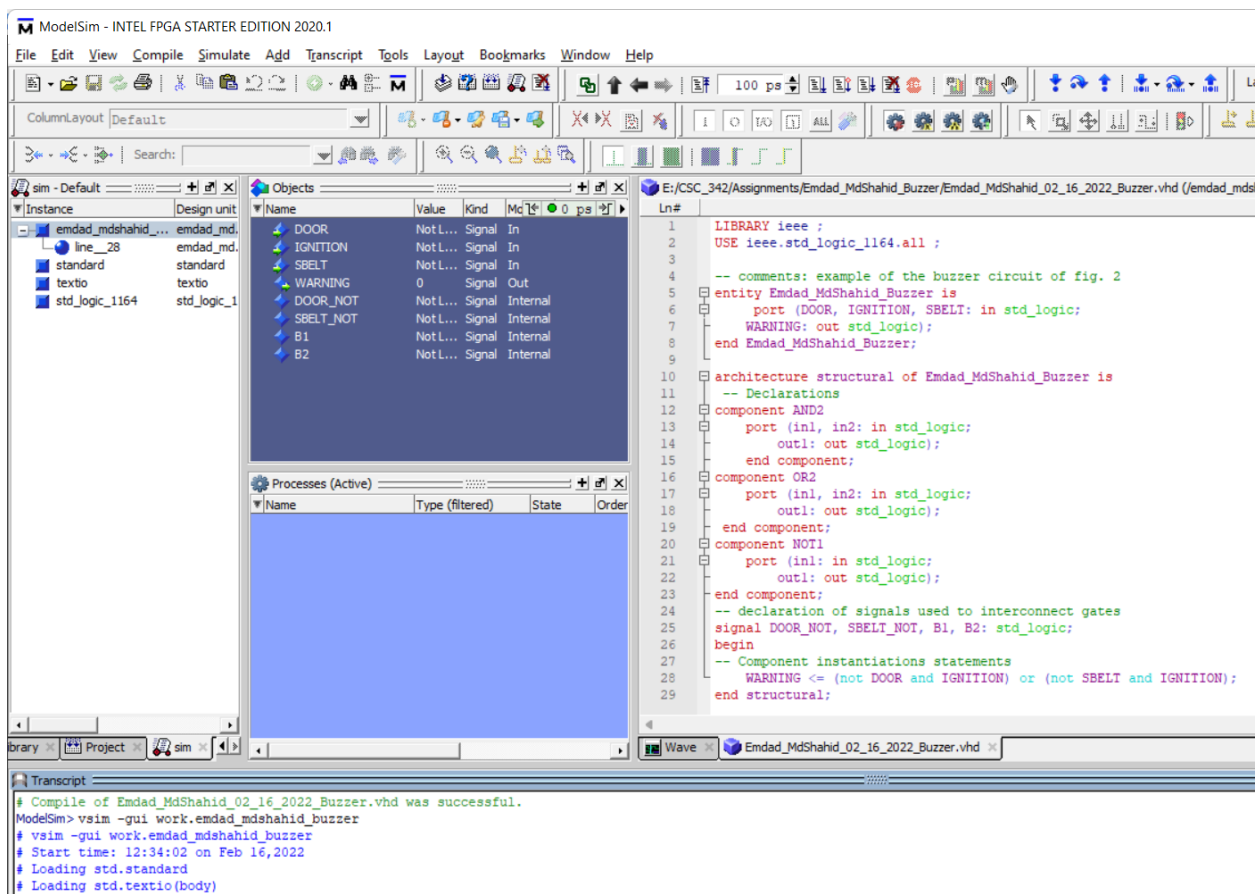 ModelSim - INTEL FPGA STARTER EDITION 2020.1
File Edit View Compile Simulate Add Transcript Tools Layout Bookmarks Window Help
100 ps
ColumnLayout Default
ALL
Search:
sim - Default
Instance Design unit
emdad_mdshahid_... emdad_md.
line__28 emdad_md.
standard standard
textio textio
std_logic_1164 std_logic_1
ibrary Project sim
Objects
Name Value Kind 0 ps
DOOR Not L... Signal In
IGNITION Not L... Signal In
SBELT Not L... Signal In
WARNING 0 Signal Out
DOOR_NOT Not L... Signal Internal
SBELT_NOT Not L... Signal Internal
B1 Not L... Signal Internal
B2 Not L... Signal Internal
Processes (Active)
Name Type (filtered) State Order
E:/CSC_342/Assignments/Emdad_MdShahid_Buzzer/Emdad_MdShahid_02_16_2022_Buzzer.vhd (/emdad_mdsh
Ln#
1 LIBRARY ieee ;
2 USE ieee.std_logic_1164.all ;
3
4 -- comments: example of the buzzer circuit of fig. 2
5 entity Emdad_MdShahid_Buzzer is
6 port (DOOR, IGNITION, SBELT: in std_logic;
7 WARNING: out std_logic);
8 end Emdad_MdShahid_Buzzer;
9
10 architecture structural of Emdad_MdShahid_Buzzer is
11 -- Declarations
12 component AND2
13 port (in1, in2: in std_logic;
14 out1: out std_logic);
15 end component;
16 component OR2
17 port (in1, in2: in std_logic;
18 out1: out std_logic);
19 end component;
20 component NOT1
21 port (in1: in std_logic;
22 out1: out std_logic);
23 end component;
24 -- declaration of signals used to interconnect gates
25 signal DOOR_NOT, SBELT_NOT, B1, B2: std_logic;
26 begin
27 -- Component instantiations statements
28 WARNING <= (not DOOR and IGNITION) or (not SBELT and IGNITION);
29 end structural;
Wave Emdad_MdShahid_02_16_2022_Buzzer.vhd
Transcript
# Compile of Emdad_MdShahid_02_16_2022_Buzzer.vhd was successful.
ModelSim> vsim -gui work.emdad_mdshahid_buzzer
# vsim -gui work.emdad_mdshahid_buzzer
# Start time: 12:34:02 on Feb 16,2022
# Loading std.standard
# Loading std.textio(body)